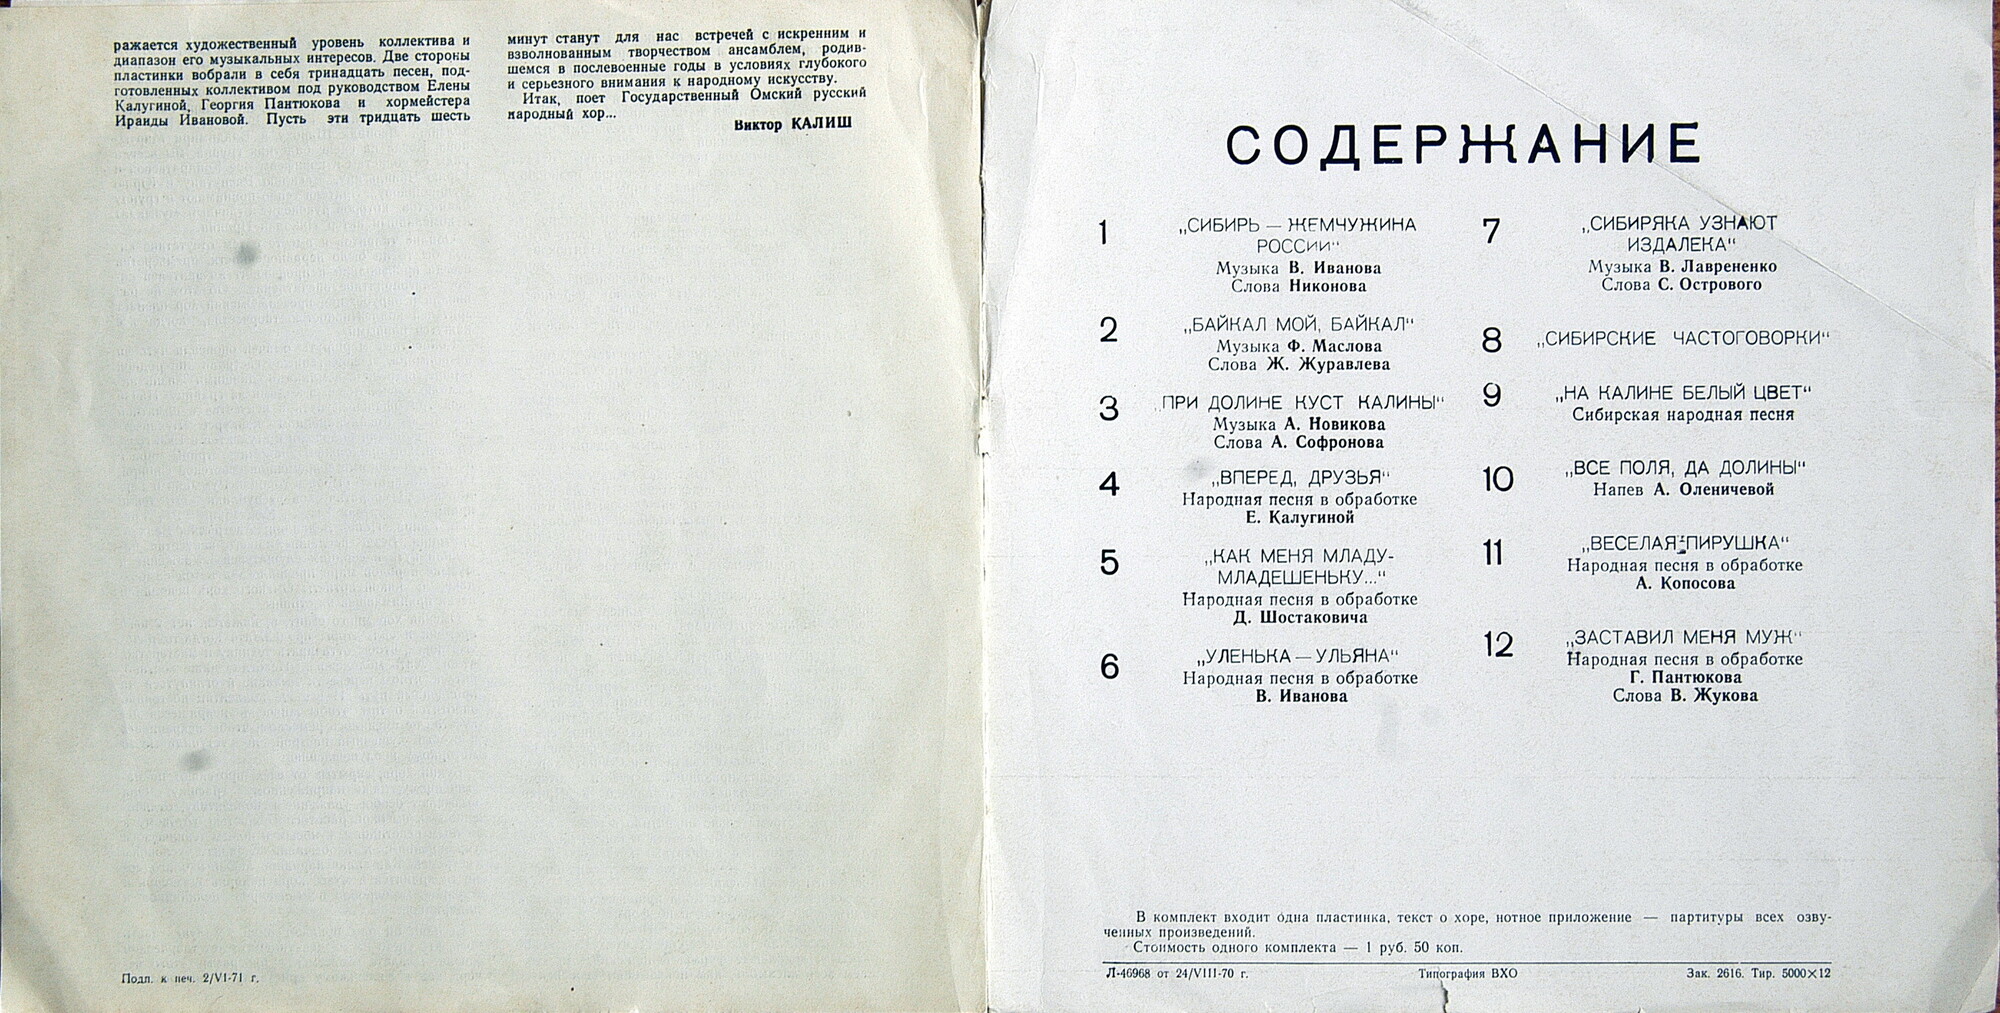 ражается художественный уровень коллектива и
диапазон его музыкальных интересов. Две стороны
пластинки вобрали в себя тринадцать песен, под-
готовленных коллективом под руководством Елены
Калугиной, Георгия Пантюкова и хормейстера
Ираиды Ивановой. Пусть эти тридцать шесть
минут станут для нас встречей с искренним и
взволнованным творчеством ансамблем, родив-
шемся в послевоенные годы в условиях глубокого
и серьезного внимания к народному искусству.
Итак, поет Государственный Омский русский
народный хор...
Виктор КАЛИШ
Подп. к печ. 2/VI-71 г.
СОДЕРЖАНИЕ
1
„СИБИРЬ — ЖЕМЧУЖИНА
РОССИИ“
Музыка В. Иванова
Слова Никонова
2
„БАЙКАЛ МОЙ, БАЙКАЛ“
Музыка Ф. Маслова
Слова Ж. Журавлева
3
„ПРИ ДОЛИНЕ КУСТ КАЛИНЫ“
Музыка А. Новикова
Слова А. Софронова
4
„ВПЕРЕД, ДРУЗЬЯ“
Народная песня в обработке
Е. Калугиной
5
„КАК МЕНЯ МЛАДУ-
МЛАДЕШЕНЬКУ...“
Народная песня в обработке
Д. Шостаковича
6
„УЛЕНЬКА — УЛЬЯНА“
Народная песня в обработке
В. Иванова
7
„СИБИРЯКА УЗНАЮТ
ИЗДАЛЕКА“
Музыка В. Лаврененко
Слова С. Острового
8
„СИБИРСКИЕ ЧАСТОГОВОРКИ“
9
„НА КАЛИНЕ БЕЛЫЙ ЦВЕТ“
Сибирская народная песня
10
„ВСЕ ПОЛЯ, ДА ДОЛИНЫ“
Напев А. Оленичевой
11
„ВЕСЕЛАЯ ПИРУШКА“
Народная песня в обработке
А. Копосова
12
„ЗАСТАВИЛ МЕНЯ МУЖ“
Народная песня в обработке
Г. Пантюкова
Слова В. Жукова
В комплект входит одна пластинка, текст о хоре, нотное приложение — партитуры всех озву-
ченных произведений.
Стоимость одного комплекта — 1 руб. 50 коп.
Л-46968 от 24/VIII-70 г. Типография ВХО Зак. 2616. Тир. 5000×12